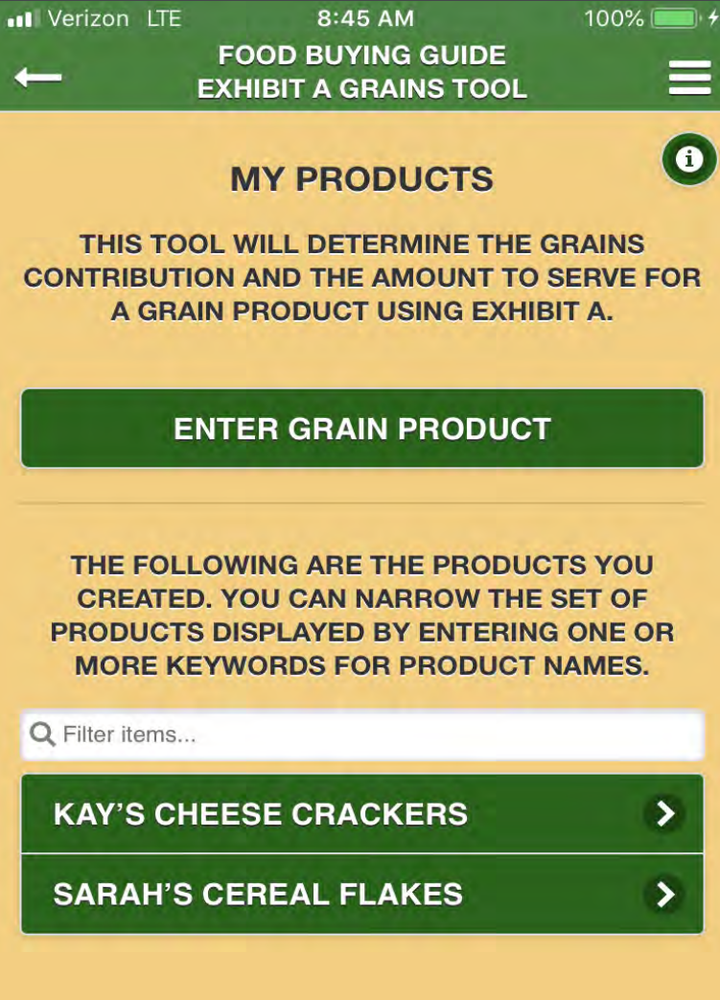 Verizon LTE 8:45 AM 100%
FOOD BUYING GUIDE
EXHIBIT A GRAINS TOOL
i
MY PRODUCTS
THIS TOOL WILL DETERMINE THE GRAINS
CONTRIBUTION AND THE AMOUNT TO SERVE FOR
A GRAIN PRODUCT USING EXHIBIT A.
ENTER GRAIN PRODUCT
THE FOLLOWING ARE THE PRODUCTS YOU
CREATED. YOU CAN NARROW THE SET OF
PRODUCTS DISPLAYED BY ENTERING ONE OR
MORE KEYWORDS FOR PRODUCT NAMES.
Filter items...
KAY'S CHEESE CRACKERS
SARAH'S CEREAL FLAKES